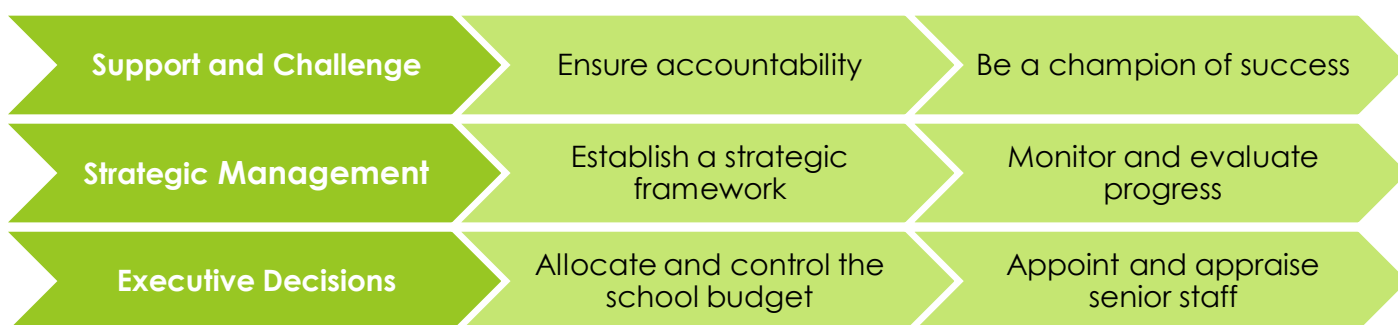 Support and Challenge
Ensure accountability
Be a champion of success
Strategic Management
Establish a strategic
framework
Monitor and evaluate
progress
Executive Decisions
Allocate and control the
school budget
Appoint and appraise
senior staff